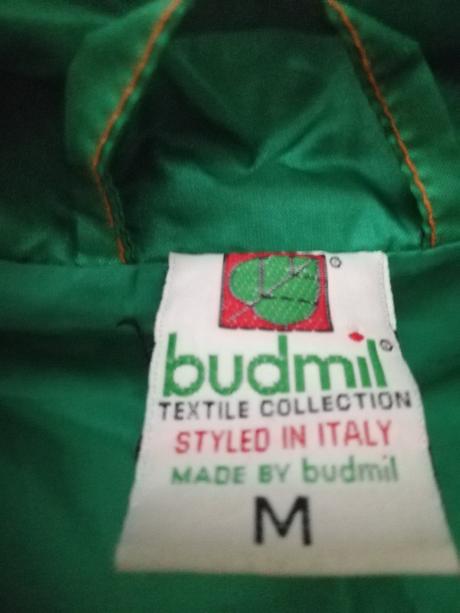 ®
budmil®
TEXTILE COLLECTION
STYLED IN ITALY
MADE BY budmil
M